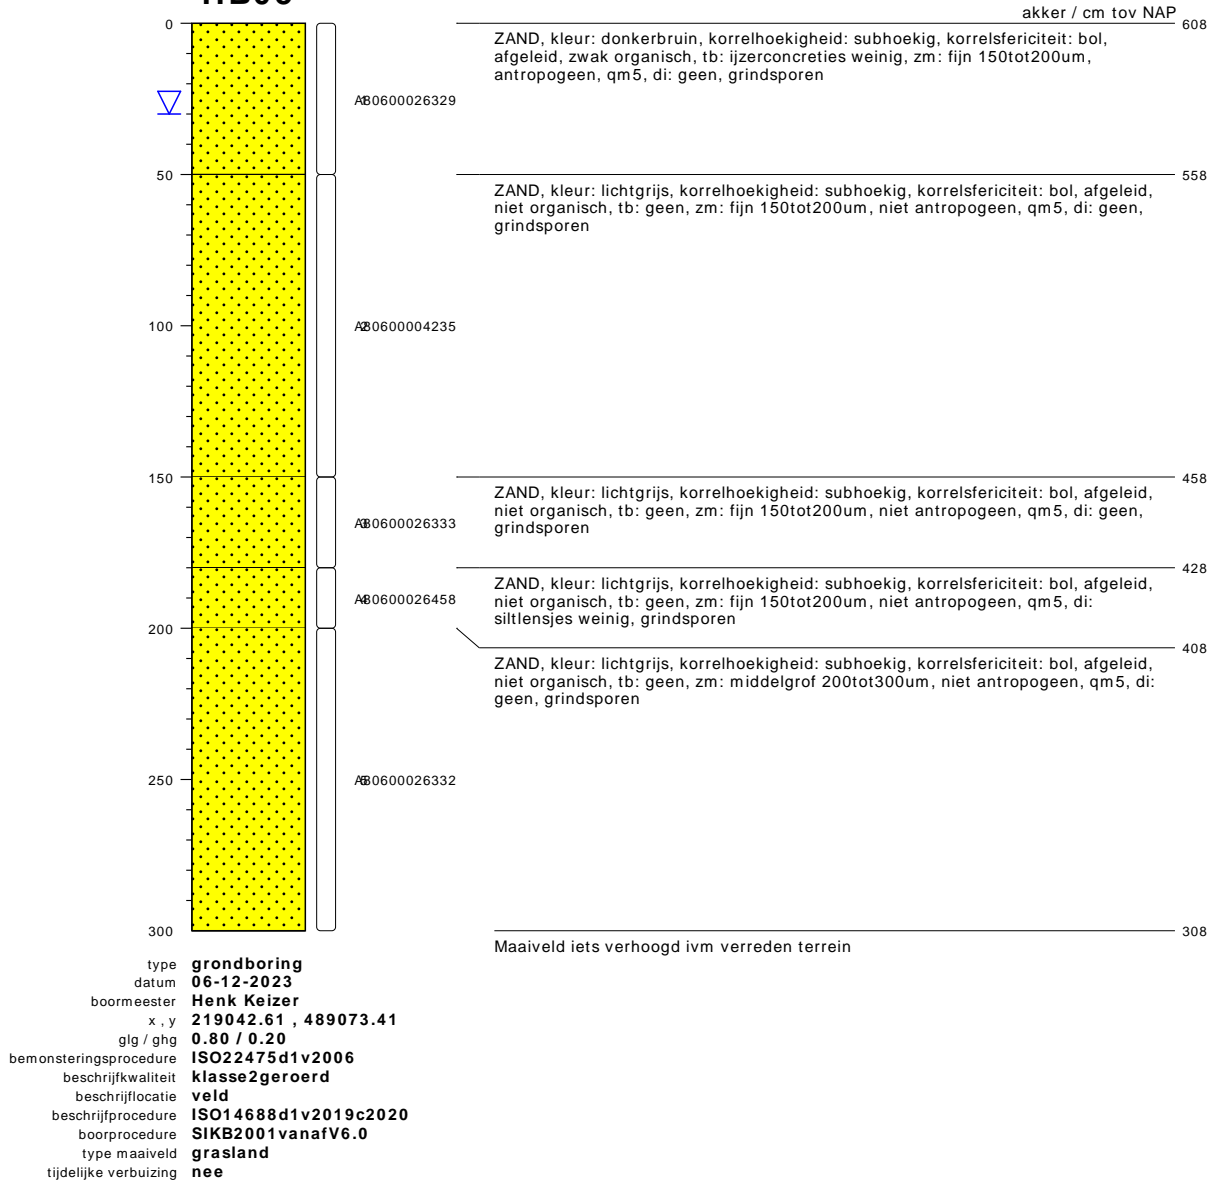 akker / cm tov NAP
0
608
ZAND, kleur: donkerbruin, korrelhoekigheid: subhoekig, korrelsfericiteit: bol,
afgeleid, zwak organisch, tb: ijzerconcreties weinig, zm: fijn 150tot200um,
antropogeen, qm5, di: geen, grindsporen
0600026329
50
558
ZAND, kleur: lichtgrijs, korrelhoekigheid: subhoekig, korrelsfericiteit: bol, afgeleid,
niet organisch, tb: geen, zm: fijn 150tot200um, niet antropogeen, qm5, di: geen,
grindsporen
100
0600004235
150
458
ZAND, kleur: lichtgrijs, korrelhoekigheid: subhoekig, korrelsfericiteit: bol, afgeleid,
niet organisch, tb: geen, zm: fijn 150tot200um, niet antropogeen, qm5, di: geen,
grindsporen
0600026333
428
ZAND, kleur: lichtgrijs, korrelhoekigheid: subhoekig, korrelsfericiteit: bol, afgeleid,
niet organisch, tb: geen, zm: fijn 150tot200um, niet antropogeen, qm5, di:
siltlensjes weinig, grindsporen
0600026458
200
408
ZAND, kleur: lichtgrijs, korrelhoekigheid: subhoekig, korrelsfericiteit: bol, afgeleid,
niet organisch, tb: geen, zm: middelgrof 200tot300um, niet antropogeen, qm5, di:
geen, grindsporen
250
0600026332
300
308
Maaiveld iets verhoogd ivm verreden terrein
type grondboring
datum 06-12-2023
boormeester Henk Keizer
x , y 219042.61 , 489073.41
glg / ghg 0.80 / 0.20
bemonsteringsprocedure ISO22475d1v2006
beschrijfkwaliteit klasse2geroerd
beschrijflocatie veld
beschrijfprocedure ISO14688d1v2019c2020
boorprocedure SIKB2001vanafV6.0
type maaiveld grasland
tijdelijke verbuizing nee